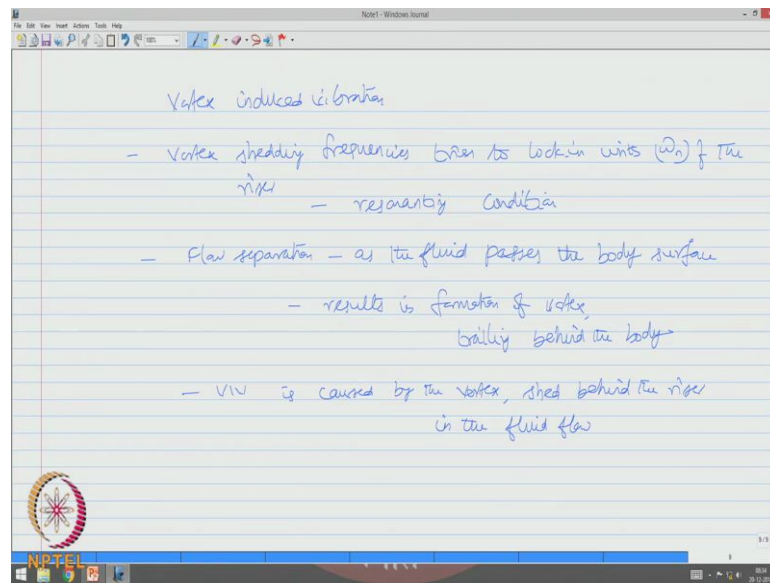 Note1 - Windows Journal
File Edit View Insert Actions Tools Help
Vortex induced vibration
- Vortex shedding frequencies tries to lock-in with (ωn) of the
riser
- resonating condition
- Flow separation - as the fluid passes the body surface
- results in formation of vortex,
trailing behind the body
- VIV is caused by the vortex, shed behind the riser
in the fluid flow
NPTEL
9/9
9